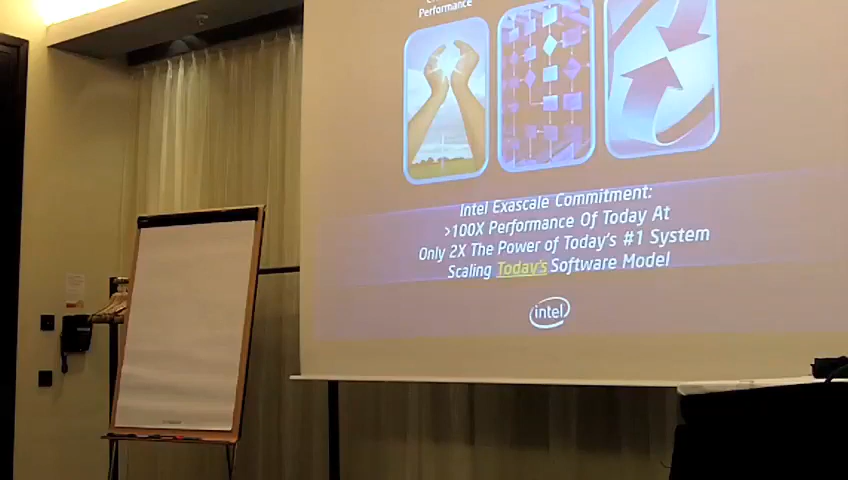 Performance
Intel Exascale Commitment:
>100X Performance Of Today At
Only 2X The Power of Today's #1 System
Scaling Today's Software Model
intel